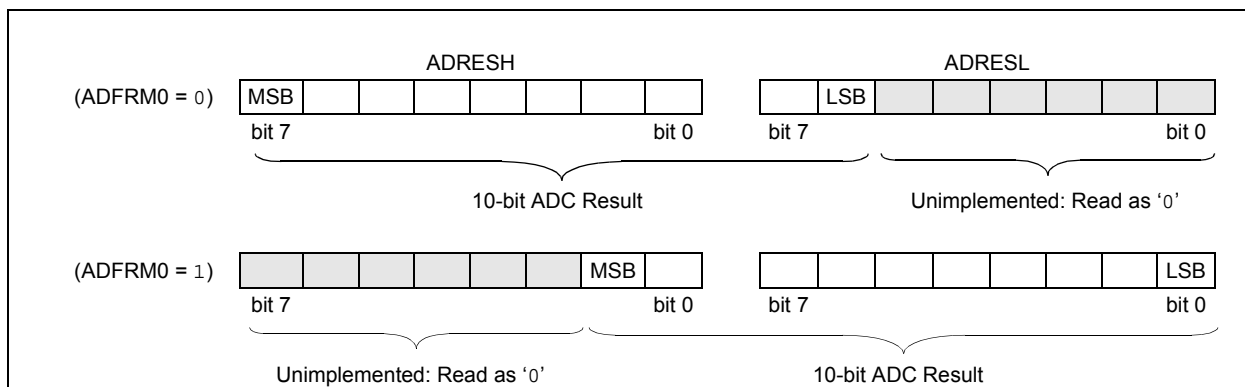 ADRESH ADRESL
(ADFRM0 = 0) MSB LSB
bit 7 bit 0 bit 7 bit 0
10-bit ADC Result Unimplemented: Read as ‘0’
(ADFRM0 = 1) MSB LSB
bit 7 bit 0 bit 7 bit 0
Unimplemented: Read as ‘0’ 10-bit ADC Result